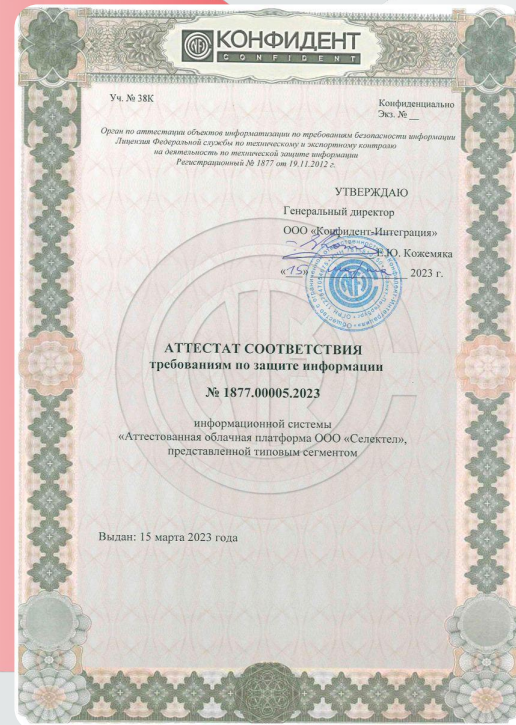 КОНФИДЕНТ
CONFIDENT
Уч. № 38К
Конфиденциально
Экз. № __
Орган по аттестации объектов информатизации по требованиям безопасности информации
Лицензия Федеральной службы по техническому и экспортному контролю
на деятельность по технической защите информации
Регистрационный № 1877 от 19.11.2012 г.
УТВЕРЖДАЮ
Генеральный директор
ООО «Конфидент-Интеграция»
Е.Ю. Кожемяка
«15» 2023 г.
АТТЕСТАТ СООТВЕТСТВИЯ
требованиям по защите информации
№ 1877.00005.2023
информационной системы
«Аттестованная облачная платформа ООО «Селектел»,
представленной типовым сегментом
Выдан: 15 марта 2023 года